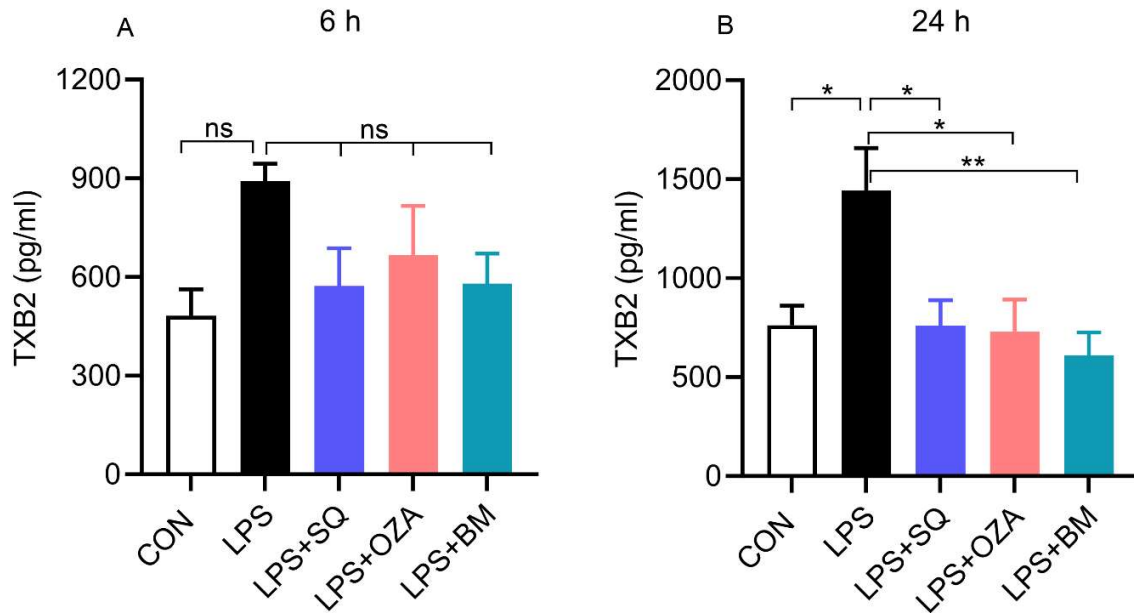 A
6 h
1200
900
600
300
0
TXB2 (pg/ml)
ns
ns
CON
LPS
LPS+SQ
LPS+OZA
LPS+BM
B
24 h
2000
1500
1000
500
0
TXB2 (pg/ml)
*
*
*
**
CON
LPS
LPS+SQ
LPS+OZA
LPS+BM